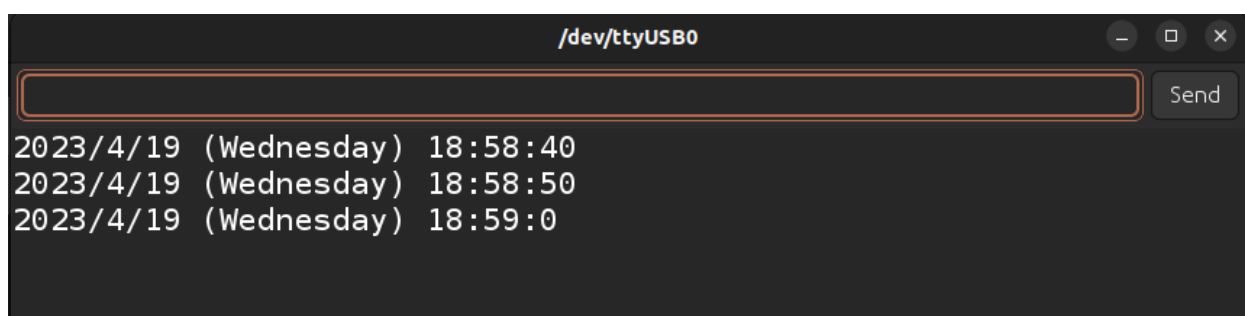 /dev/ttyUSB0
Send
2023/4/19 (Wednesday) 18:58:40
2023/4/19 (Wednesday) 18:58:50
2023/4/19 (Wednesday) 18:59:0